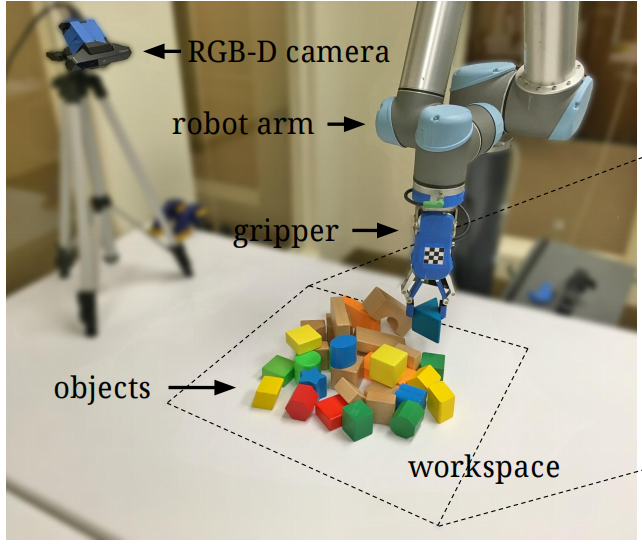 RGB-D camera
robot arm
gripper
objects
workspace